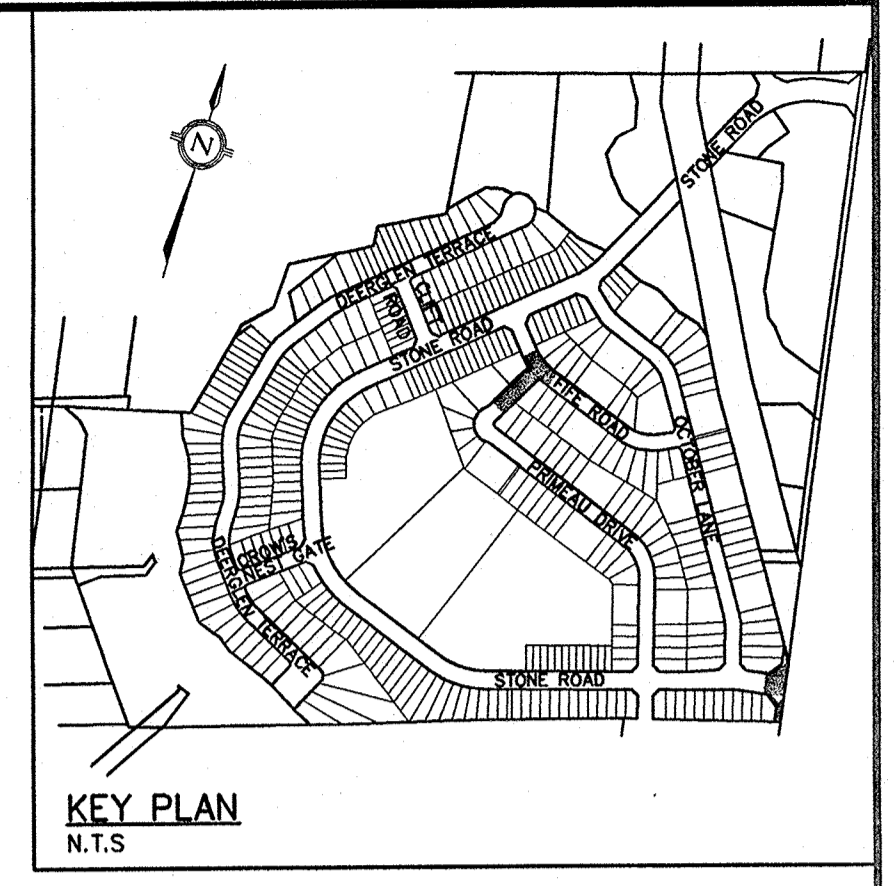 N
STONE ROAD
DEERGLEN TERRACE
CLIFF
ROAD
STONE ROAD
FIFE ROAD
OCTOBER LANE
PRIMEAU DRIVE
CROWS
NEST GATE
DEERGLEN TERRACE
STONE ROAD
KEY PLAN
N.T.S